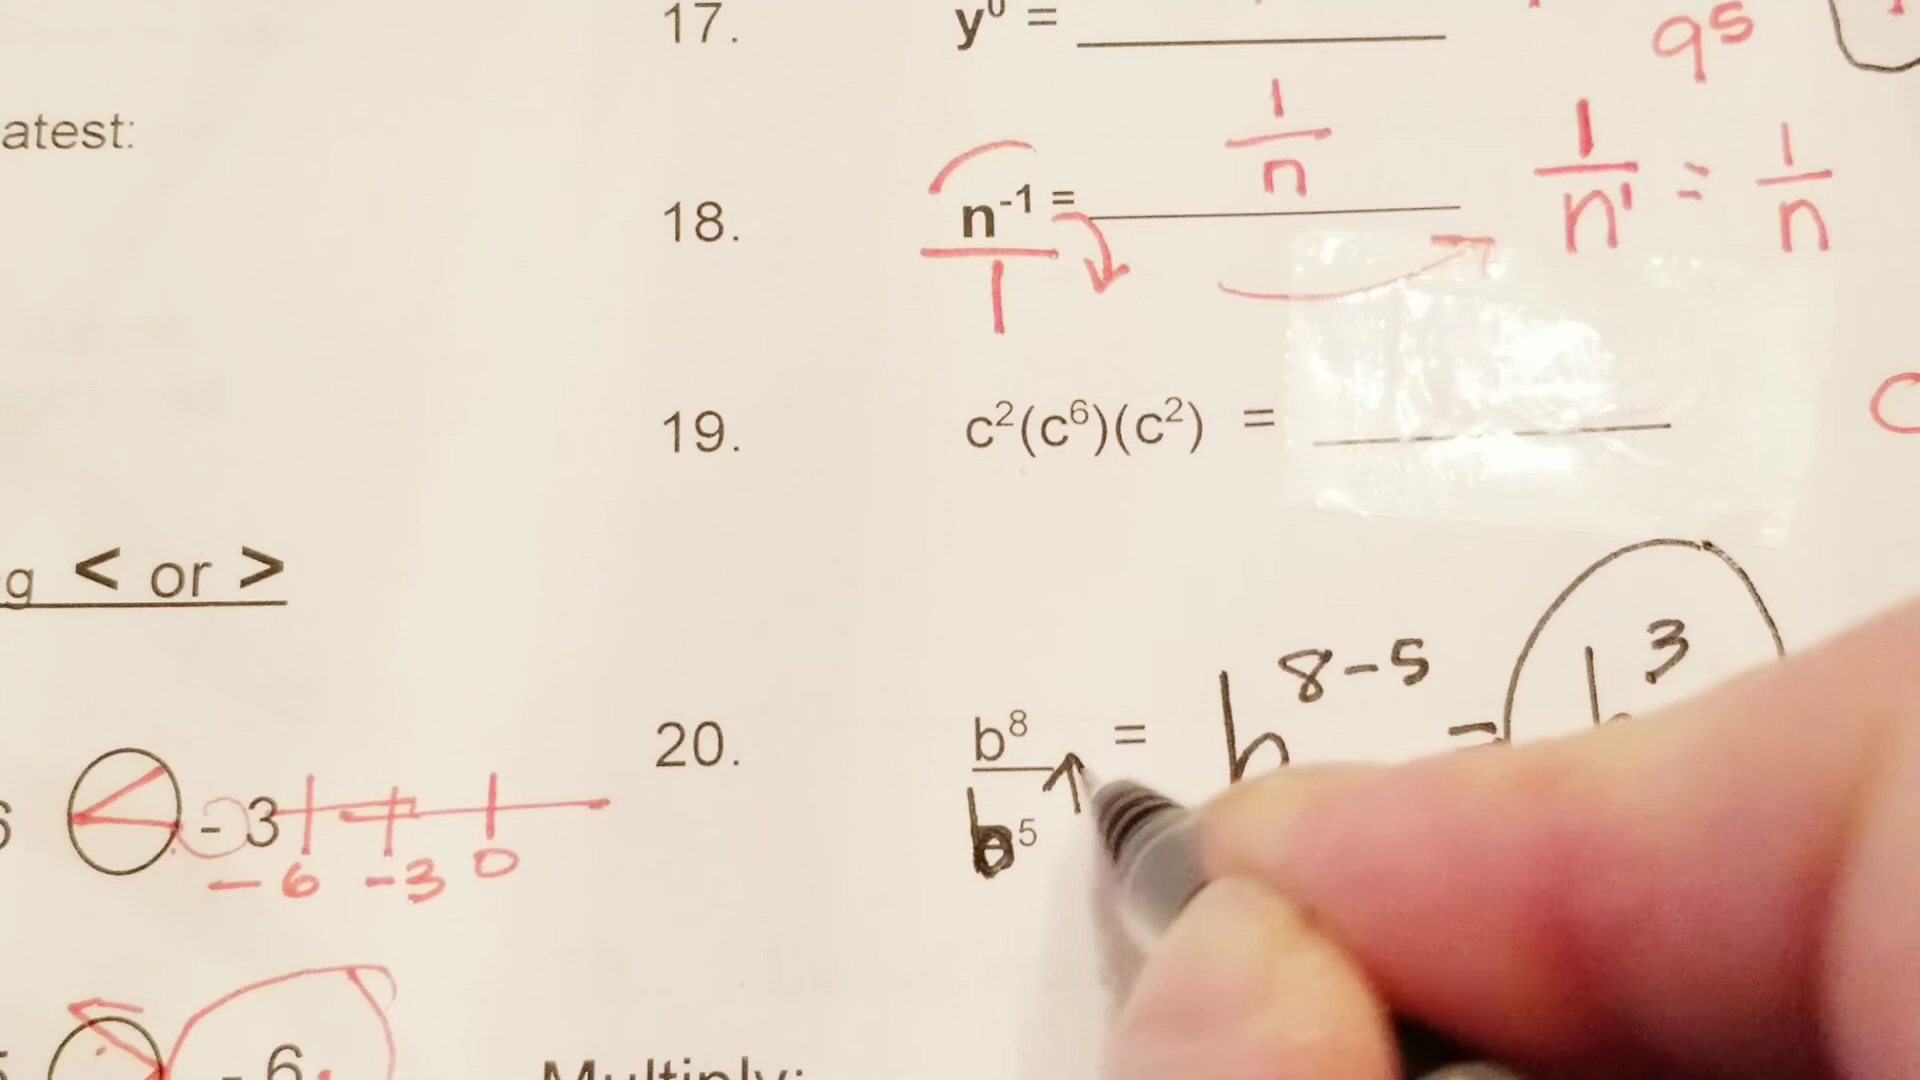 17. y⁰ =
9⁵
atest:
18. n⁻¹ = 1/n
1
1/n¹ = 1/n
19. c²(c⁶)(c²) =
C
g < or >
20. b⁸/b⁵ = b⁸⁻⁵ = b³
< -3
-6 -3 0
-6
Multiply: